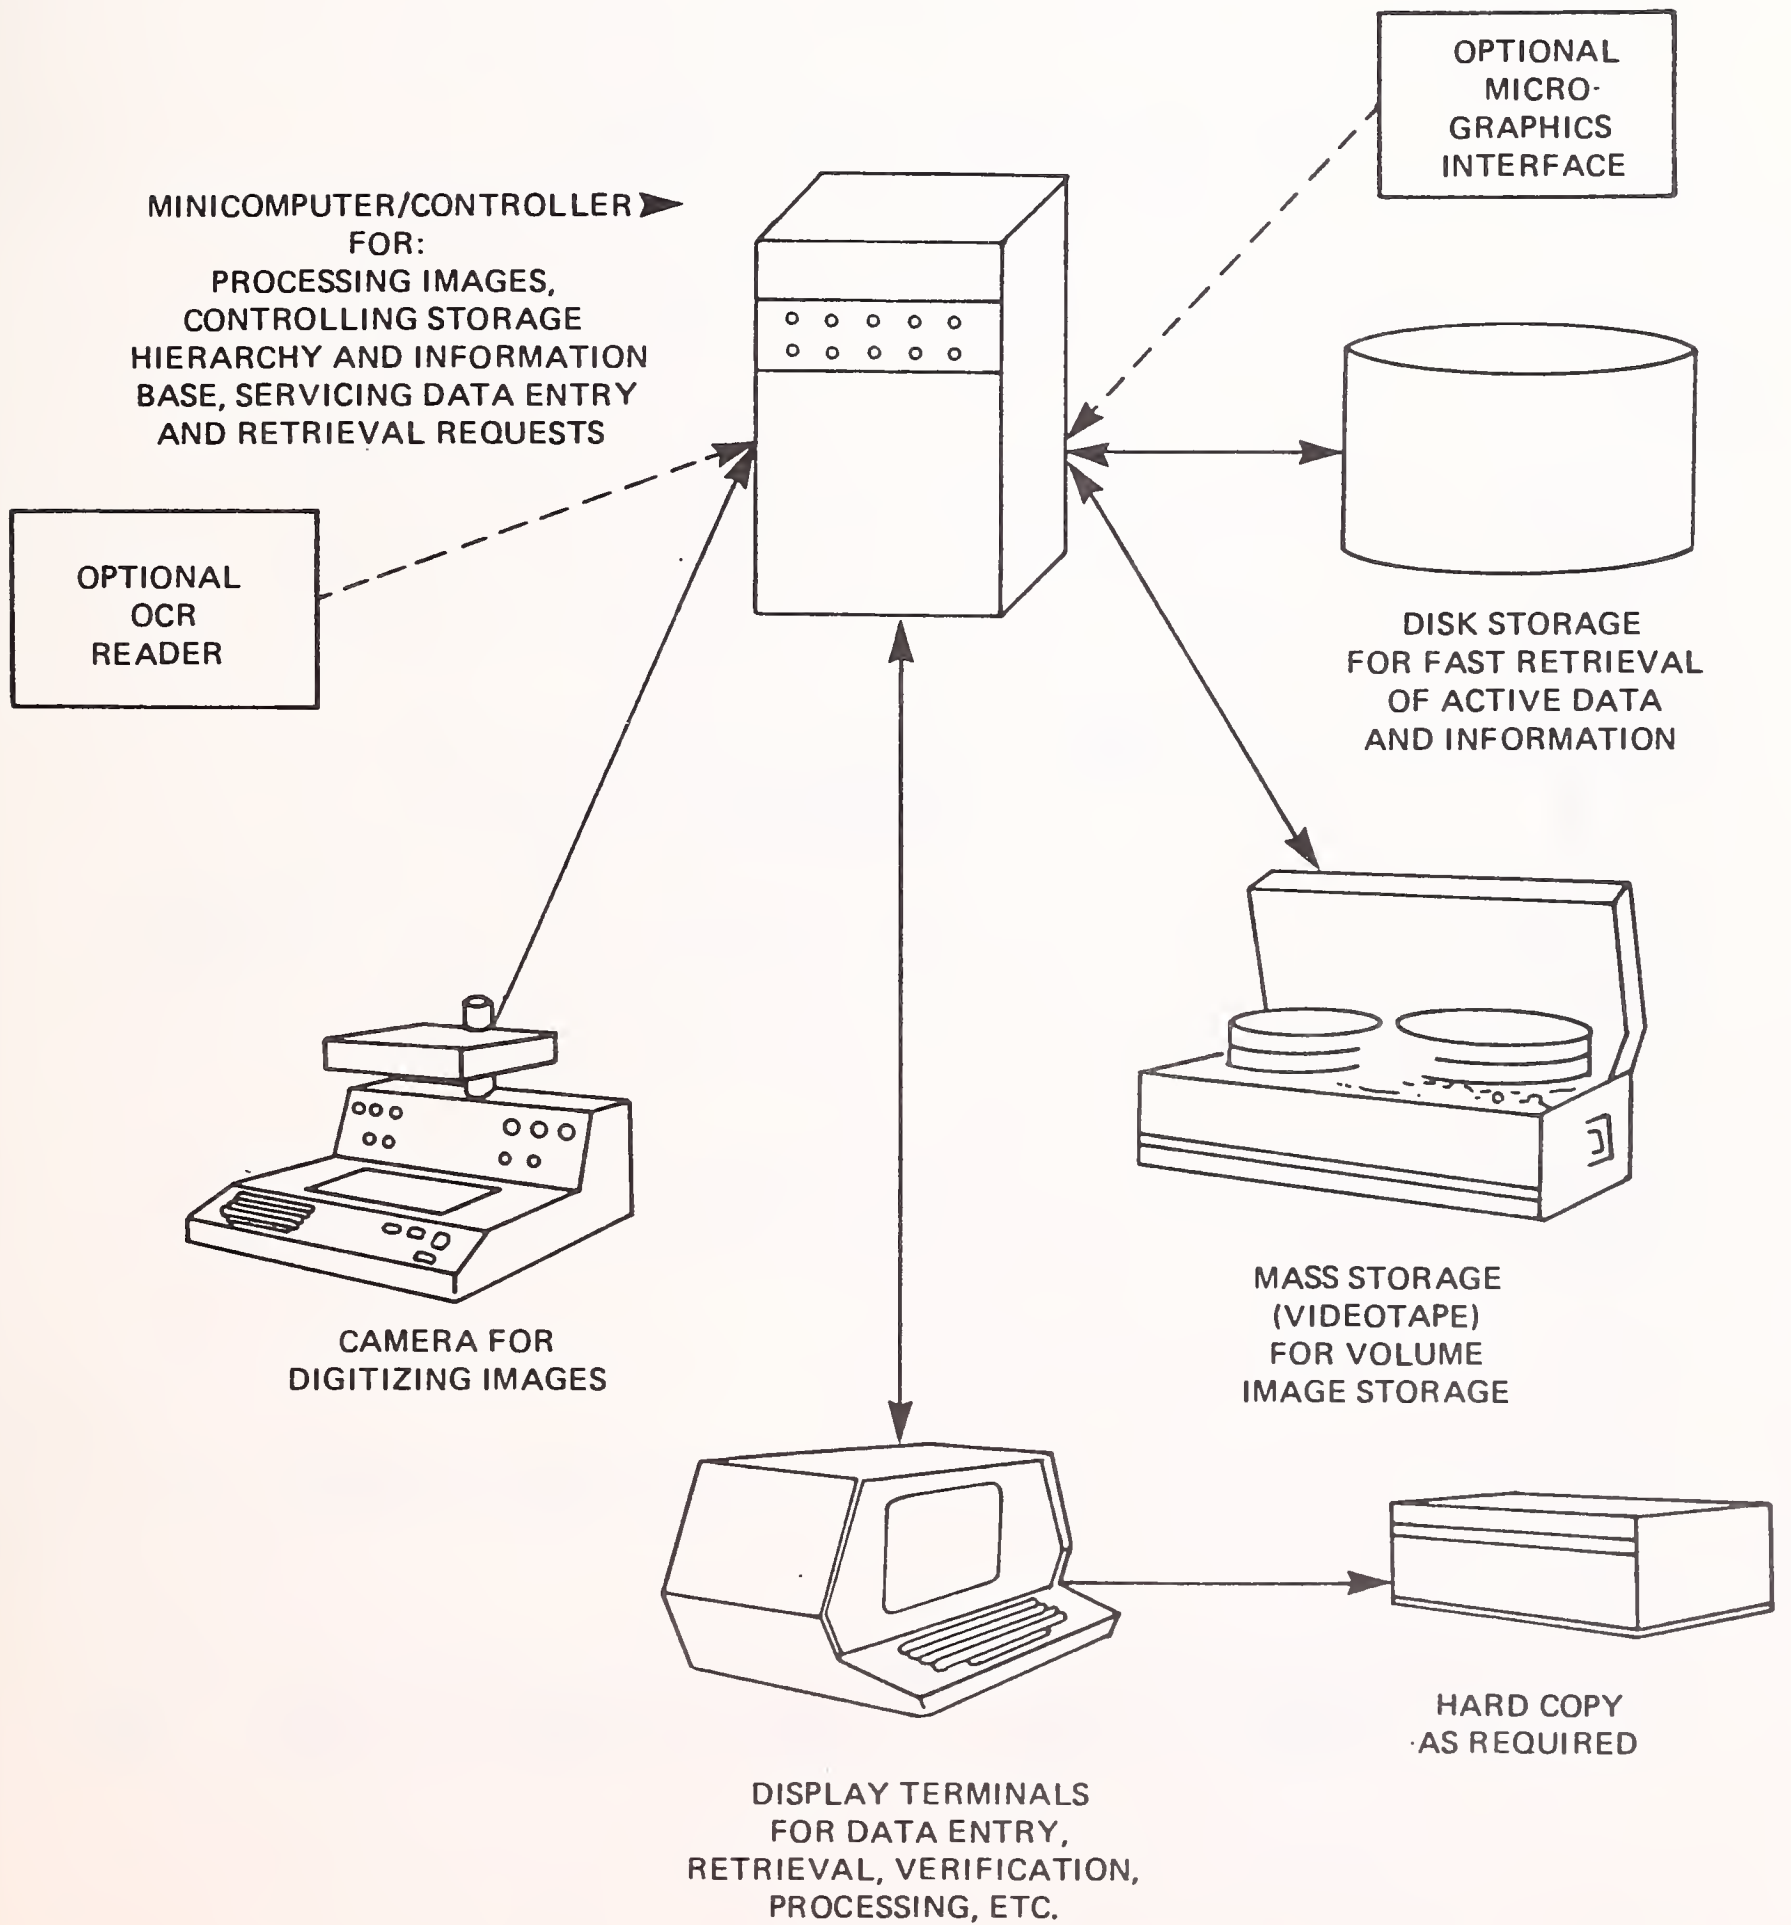 OPTIONAL
MICRO-
GRAPHICS
INTERFACE
MINICOMPUTER/CONTROLLER
FOR:
PROCESSING IMAGES,
CONTROLLING STORAGE
HIERARCHY AND INFORMATION
BASE, SERVICING DATA ENTRY
AND RETRIEVAL REQUESTS
OPTIONAL
OCR
READER
DISK STORAGE
FOR FAST RETRIEVAL
OF ACTIVE DATA
AND INFORMATION
CAMERA FOR
DIGITIZING IMAGES
MASS STORAGE
(VIDEOTAPE)
FOR VOLUME
IMAGE STORAGE
HARD COPY
AS REQUIRED
DISPLAY TERMINALS
FOR DATA ENTRY,
RETRIEVAL, VERIFICATION,
PROCESSING, ETC.